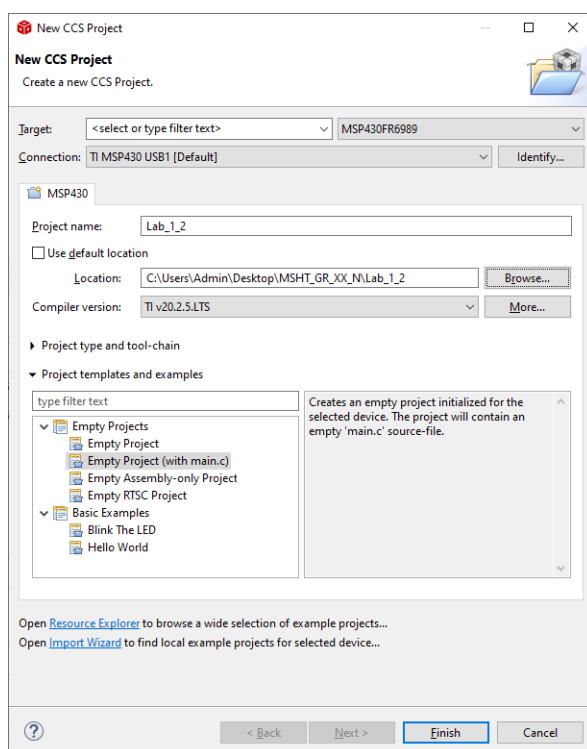 New CCS Project
New CCS Project
Create a new CCS Project.
Target: <select or type filter text> MSP430FR6989
Connection: TI MSP430 USB1 [Default] Identify...
MSP430
Project name: Lab_1_2
Use default location
Location: C:\Users\Admin\Desktop\MSHT_GR_XX_N\Lab_1_2 Browse...
Compiler version: TI v20.2.5.LTS More...
Project type and tool-chain
Project templates and examples
type filter text
Empty Projects
Empty Project
Empty Project (with main.c)
Empty Assembly-only Project
Empty RTSC Project
Basic Examples
Blink The LED
Hello World
Creates an empty project initialized for the
selected device. The project will contain an
empty 'main.c' source-file.
Open Resource Explorer to browse a wide selection of example projects...
Open Import Wizard to find local example projects for selected device...
? < Back Next > Finish Cancel